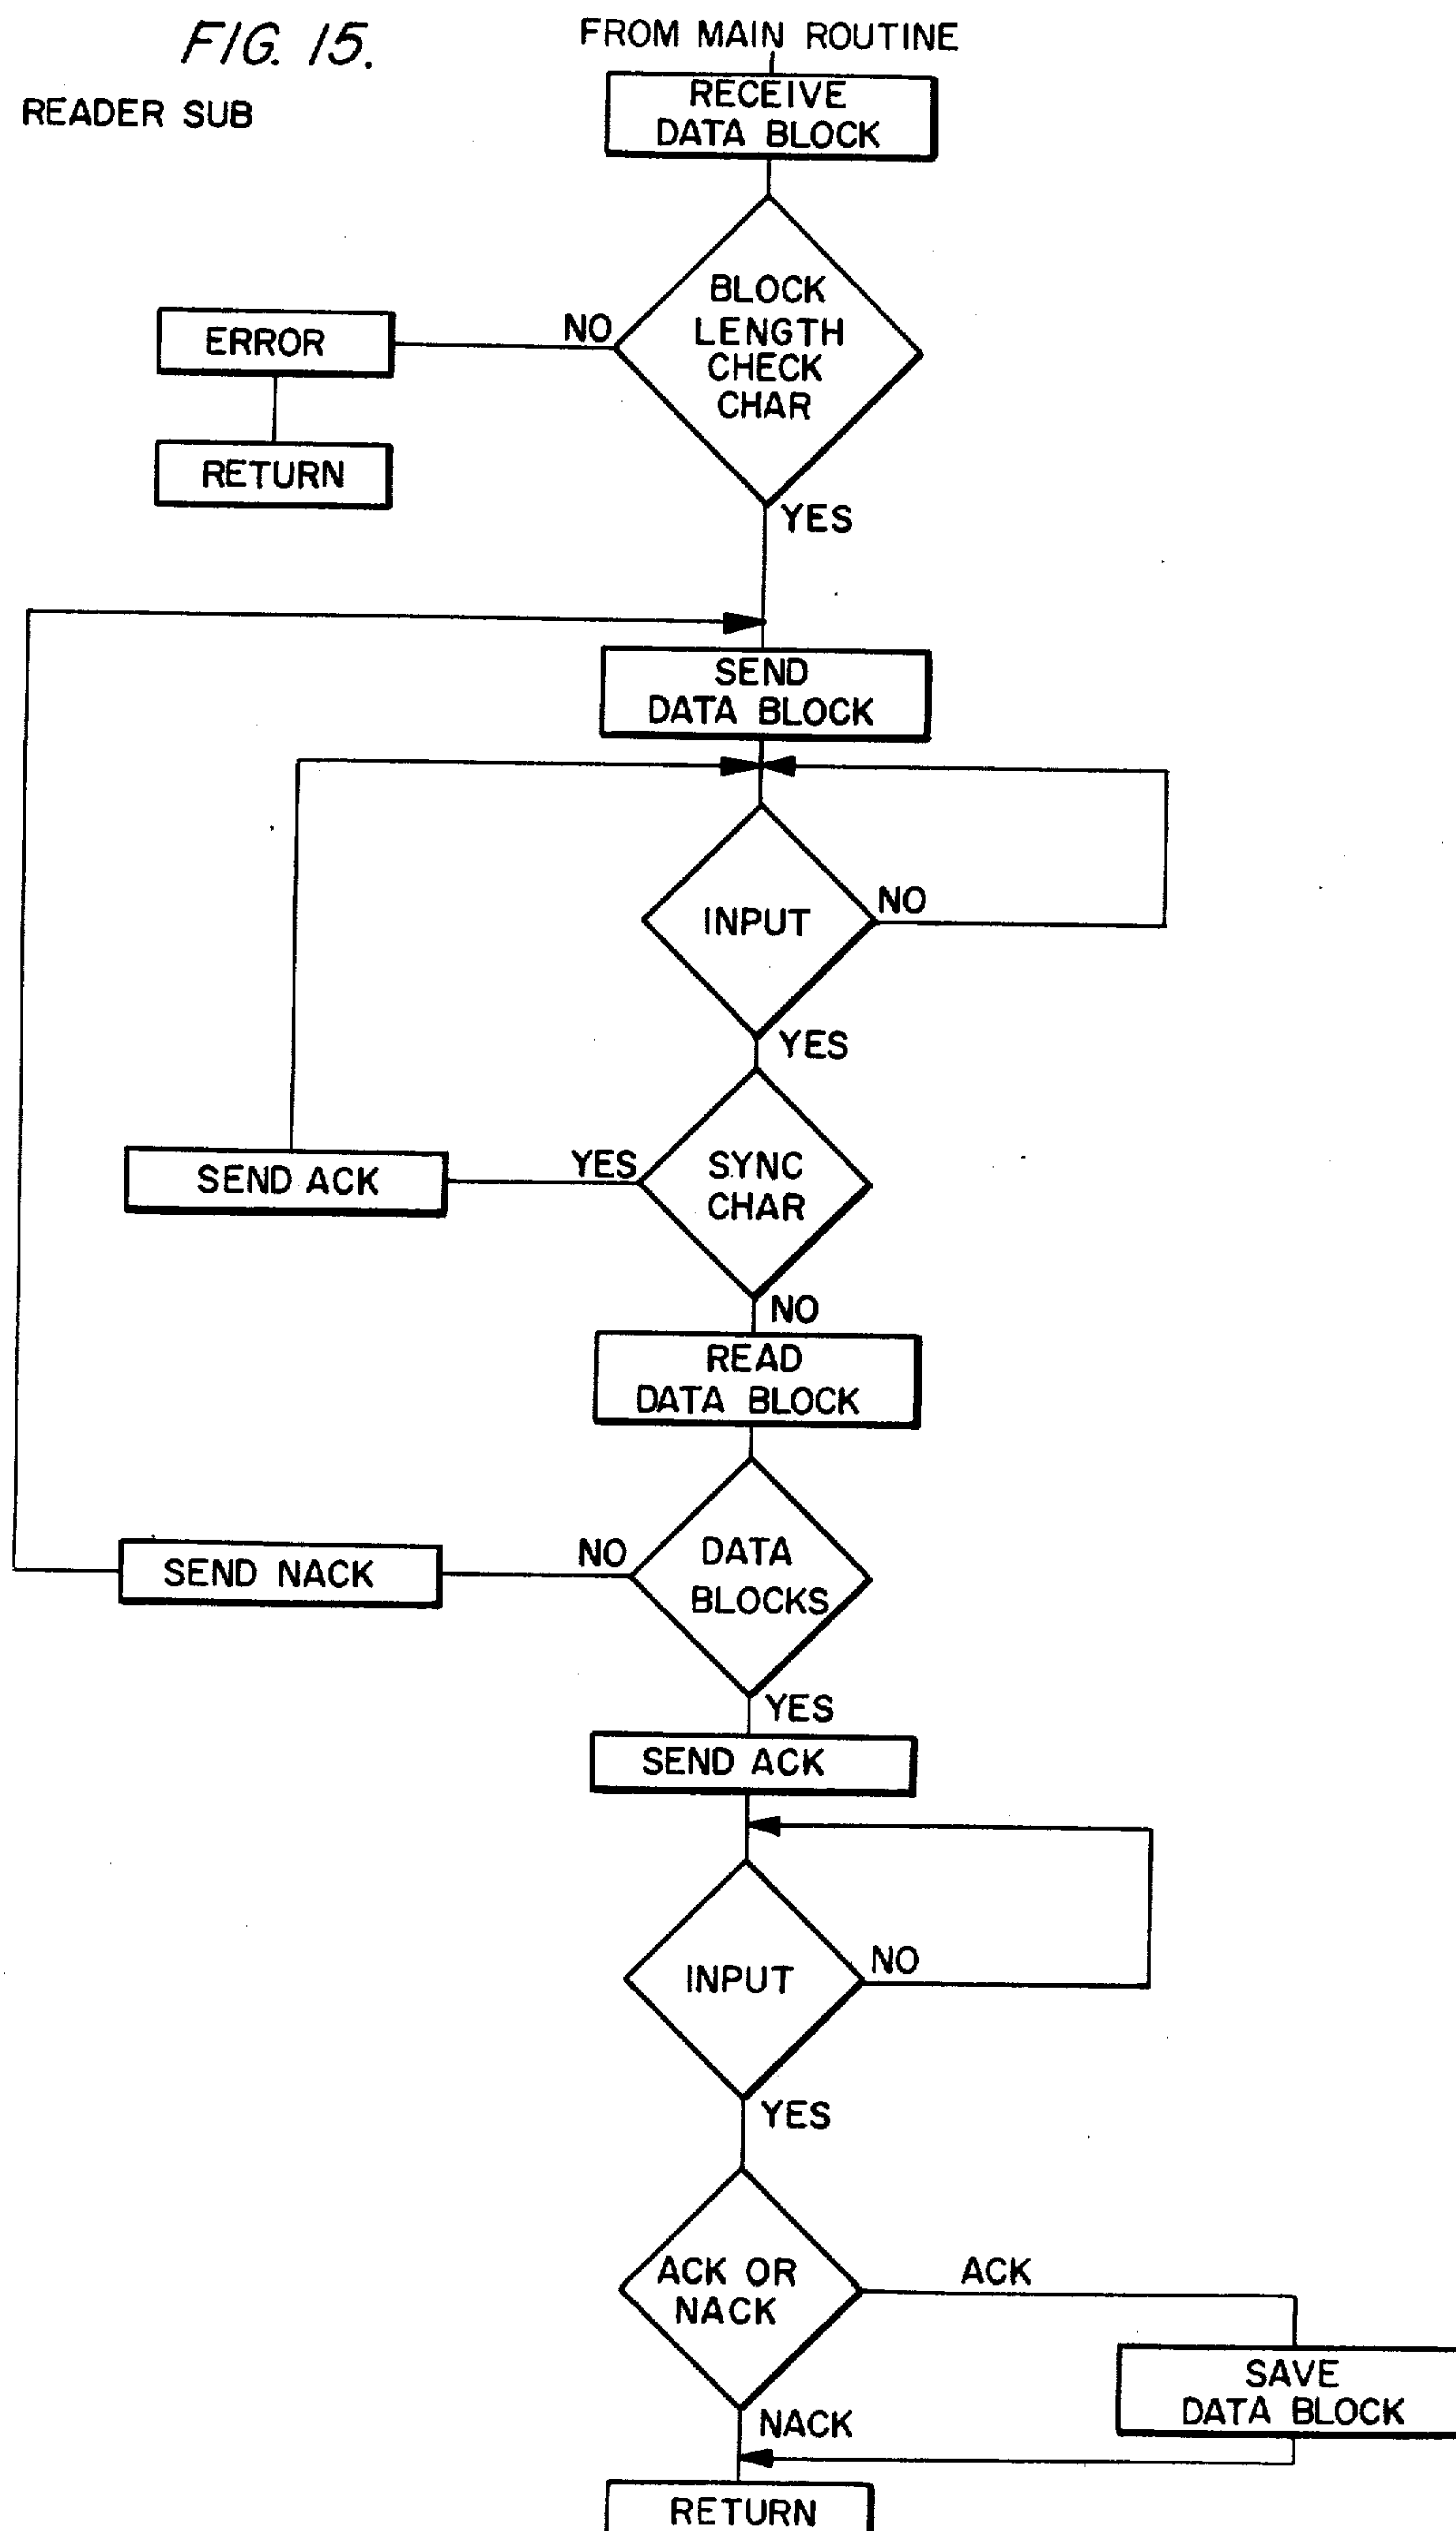 FIG. 15.
FROM MAIN ROUTINE
READER SUB
RECEIVE
DATA BLOCK
BLOCK
LENGTH
CHECK
CHAR
NO
ERROR
RETURN
YES
SEND
DATA BLOCK
INPUT
NO
YES
SYNC
CHAR
YES
SEND ACK
NO
READ
DATA BLOCK
DATA
BLOCKS
NO
SEND NACK
YES
SEND ACK
INPUT
NO
YES
ACK OR
NACK
ACK
SAVE
DATA BLOCK
NACK
RETURN